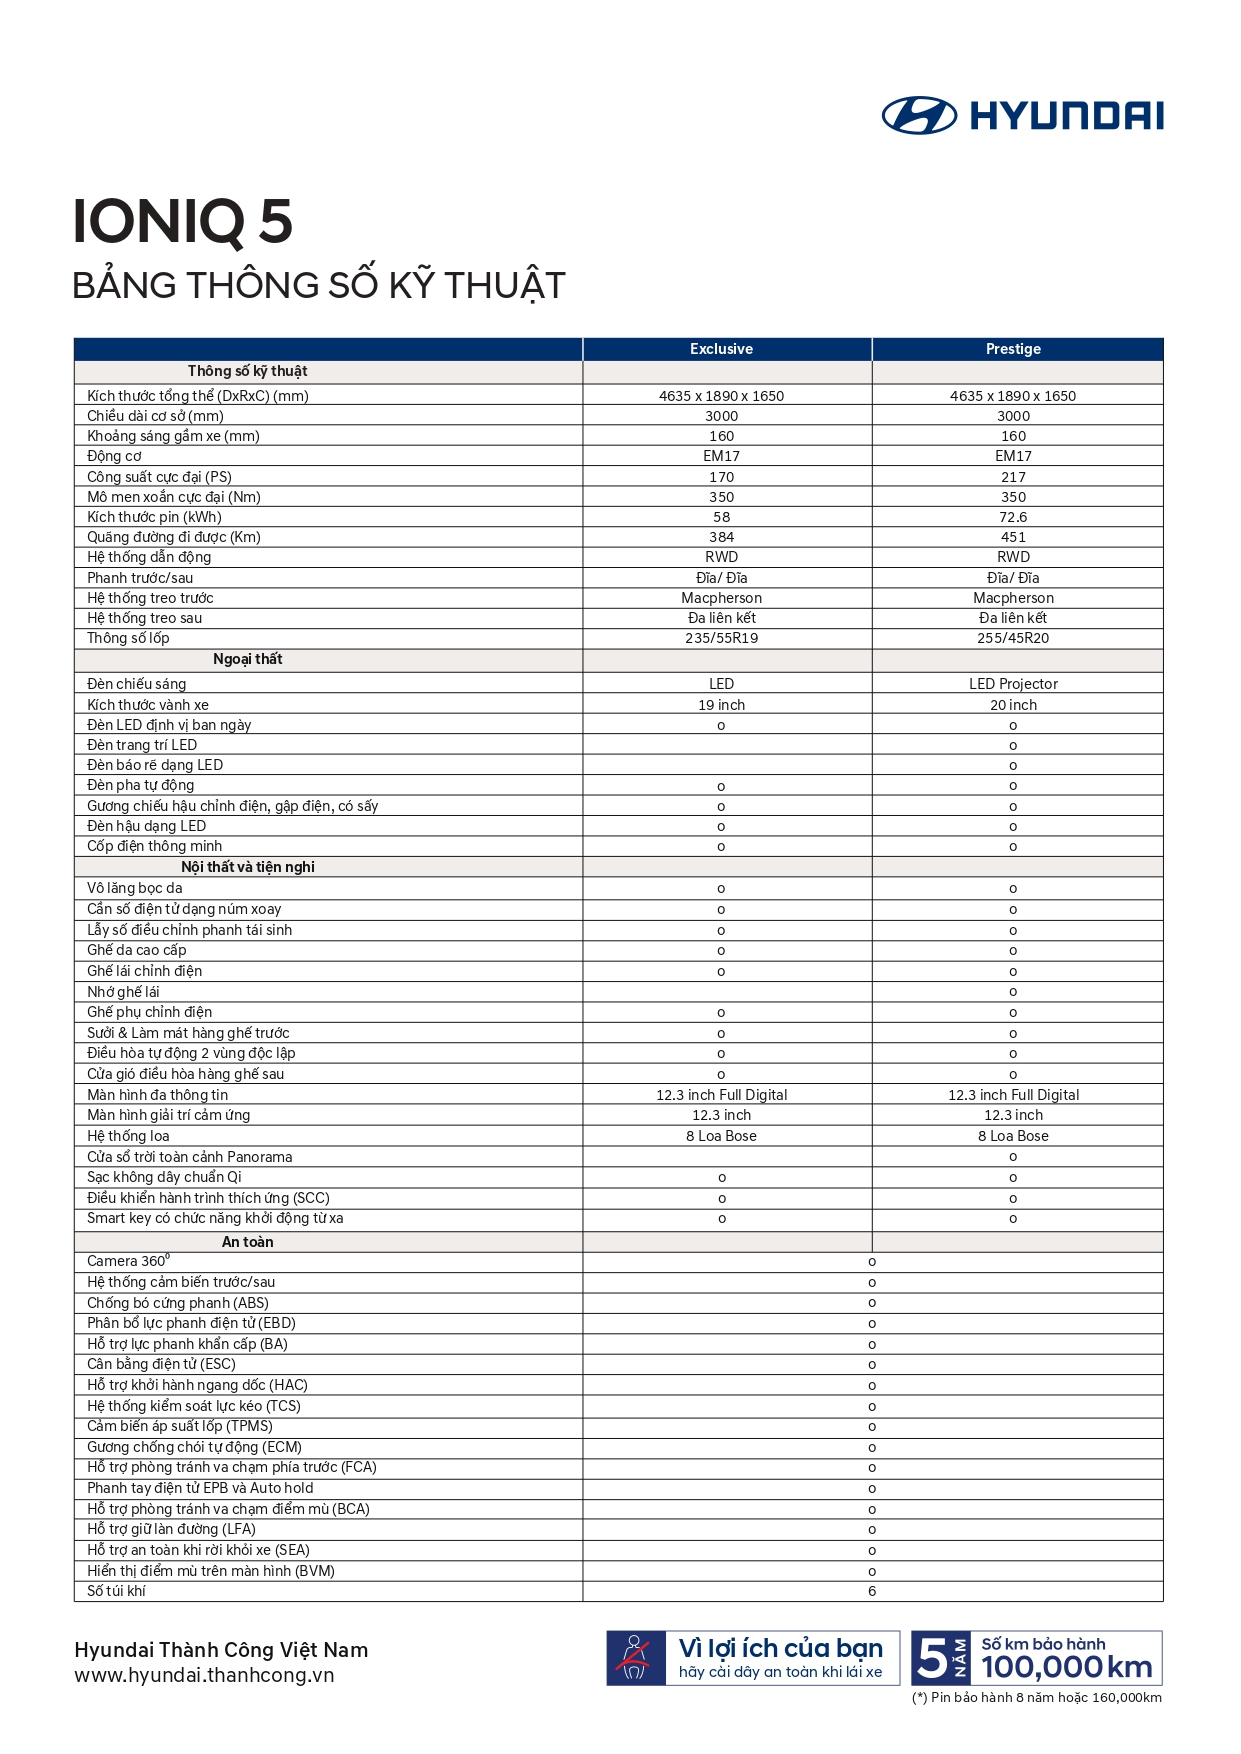 HYUNDAI
IONIQ 5
BẢNG THÔNG SỐ KỸ THUẬT
Exclusive Prestige
Thông số kỹ thuật
Kích thước tổng thể (DxRxC) (mm) 4635 x 1890 x 1650 4635 x 1890 x 1650
Chiều dài cơ sở (mm) 3000 3000
Khoảng sáng gầm xe (mm) 160 160
Động cơ EM17 EM17
Công suất cực đại (PS) 170 217
Mô men xoắn cực đại (Nm) 350 350
Kích thước pin (kWh) 58 72.6
Quãng đường đi được (Km) 384 451
Hệ thống dẫn động RWD RWD
Phanh trước/sau Đĩa/ Đĩa Đĩa/ Đĩa
Hệ thống treo trước Macpherson Macpherson
Hệ thống treo sau Đa liên kết Đa liên kết
Thông số lốp 235/55R19 255/45R20
Ngoại thất
Đèn chiếu sáng LED LED Projector
Kích thước vành xe 19 inch 20 inch
Đèn LED định vị ban ngày o o
Đèn trang trí LED o
Đèn báo rẽ dạng LED o
Đèn pha tự động o o
Gương chiếu hậu chỉnh điện, gập điện, có sấy o o
Đèn hậu dạng LED o o
Cốp điện thông minh o o
Nội thất và tiện nghi
Vô lăng bọc da o o
Cần số điện tử dạng núm xoay o o
Lẫy số điều chỉnh phanh tái sinh o o
Ghế da cao cấp o o
Ghế lái chỉnh điện o o
Nhớ ghế lái o
Ghế phụ chỉnh điện o o
Sưởi & Làm mát hàng ghế trước o o
Điều hòa tự động 2 vùng độc lập o o
Cửa gió điều hòa hàng ghế sau o o
Màn hình đa thông tin 12.3 inch Full Digital 12.3 inch Full Digital
Màn hình giải trí cảm ứng 12.3 inch 12.3 inch
Hệ thống loa 8 Loa Bose 8 Loa Bose
Cửa sổ trời toàn cảnh Panorama o
Sạc không dây chuẩn Qi o o
Điều khiển hành trình thích ứng (SCC) o o
Smart key có chức năng khởi động từ xa o o
An toàn
Camera 360⁰ o
Hệ thống cảm biến trước/sau o
Chống bó cứng phanh (ABS) o
Phân bổ lực phanh điện tử (EBD) o
Hỗ trợ lực phanh khẩn cấp (BA) o
Cân bằng điện tử (ESC) o
Hỗ trợ khởi hành ngang dốc (HAC) o
Hệ thống kiểm soát lực kéo (TCS) o
Cảm biến áp suất lốp (TPMS) o
Gương chống chói tự động (ECM) o
Hỗ trợ phòng tránh va chạm phía trước (FCA) o
Phanh tay điện tử EPB và Auto hold o
Hỗ trợ phòng tránh va chạm điểm mù (BCA) o
Hỗ trợ giữ làn đường (LFA) o
Hỗ trợ an toàn khi rời khỏi xe (SEA) o
Hiển thị điểm mù trên màn hình (BVM) o
Số túi khí 6
Hyundai Thành Công Việt Nam
www.hyundai.thanhcong.vn
Vì lợi ích của bạn
hãy cài dây an toàn khi lái xe
5 NĂM
Số km bảo hành
100,000 km
(*) Pin bảo hành 8 năm hoặc 160,000km